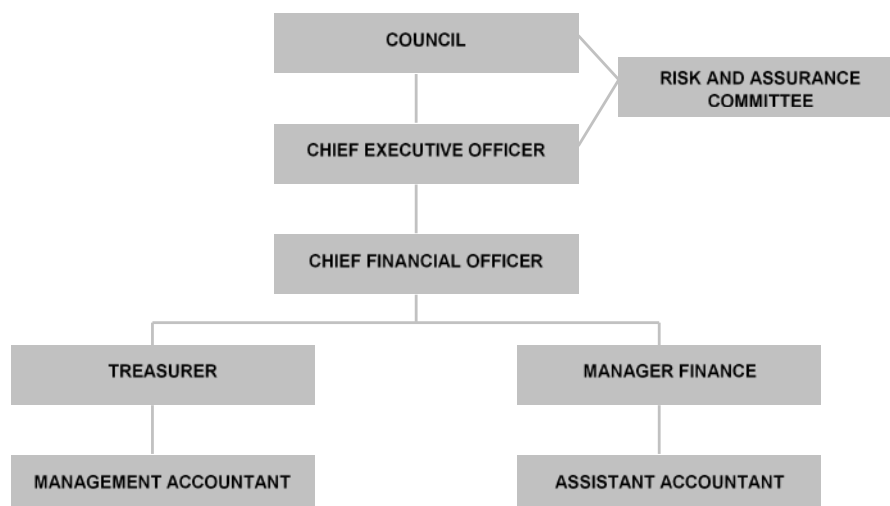 COUNCIL
RISK AND ASSURANCE
COMMITTEE
CHIEF EXECUTIVE OFFICER
CHIEF FINANCIAL OFFICER
TREASURER
MANAGER FINANCE
MANAGEMENT ACCOUNTANT
ASSISTANT ACCOUNTANT